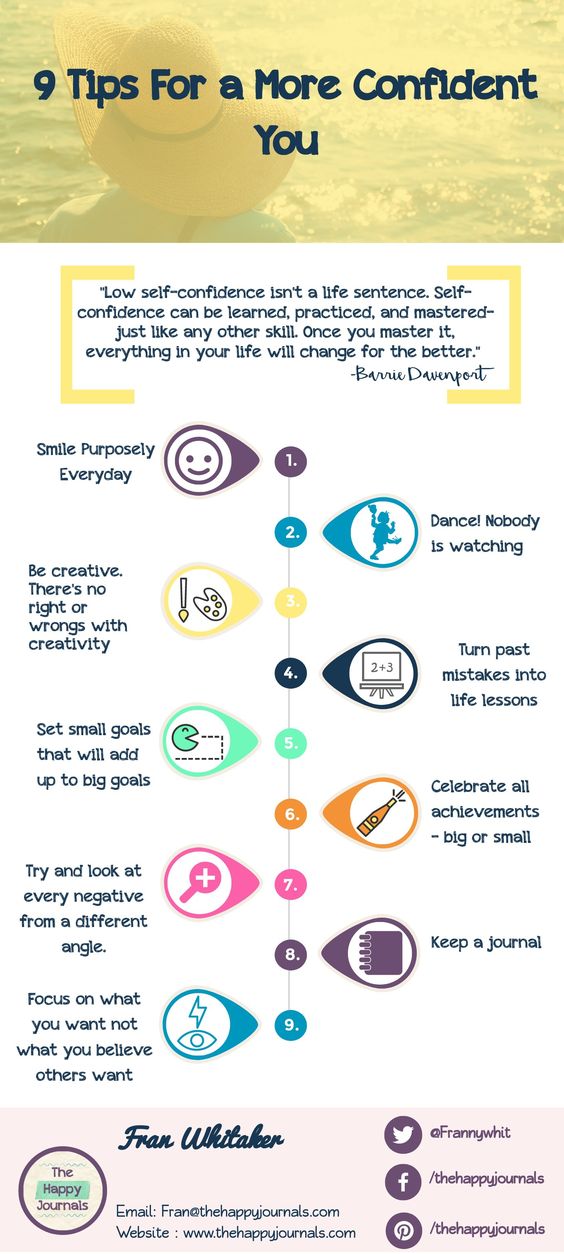 9 Tips For a More Confident
You
"Low self-confidence isn't a life sentence. Self-
confidence can be learned, practiced, and mastered-
just like any other skill. Once you master it,
everything in your life will change for the better."
-Barrie Davenport
Smile Purposely
Everyday
1.
2.
Dance! Nobody
is watching
Be creative.
There's no
right or
wrongs with
creativity
3.
4.
2+3
Turn past
mistakes into
life lessons
Set small goals
that will add
up to big goals
5.
6.
Celebrate all
achievements
- big or small
Try and look at
every negative
from a different
angle.
7.
8.
Keep a journal
Focus on what
you want not
what you believe
others want
9.
The
Happy
Journals
Fran Whitaker
Email: Fran@thehappyjournals.com
Website : www.thehappyjournals.com
@Frannywhit
/thehappyjournals
/thehappyjournals